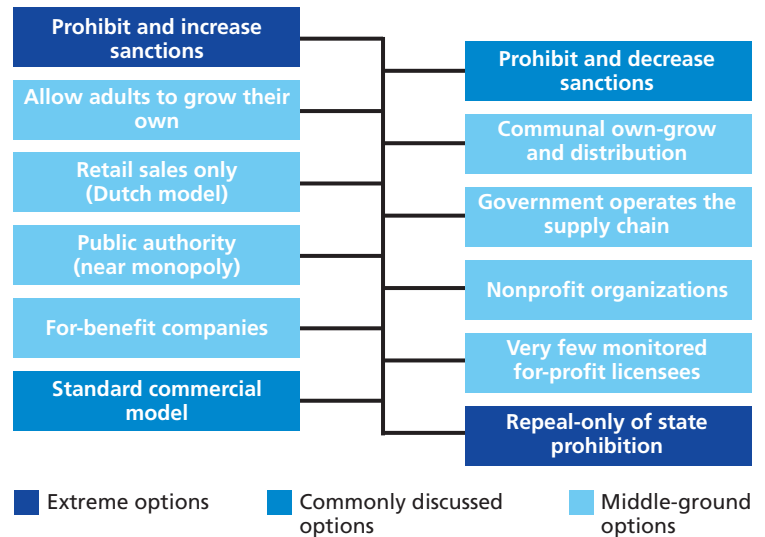 Prohibit and increase
sanctions
Prohibit and decrease
sanctions
Allow adults to grow their
own
Communal own-grow
and distribution
Retail sales only
(Dutch model)
Government operates the
supply chain
Public authority
(near monopoly)
Nonprofit organizations
For-benefit companies
Very few monitored
for-profit licensees
Standard commercial
model
Repeal-only of state
prohibition
Extreme options
Commonly discussed
options
Middle-ground
options